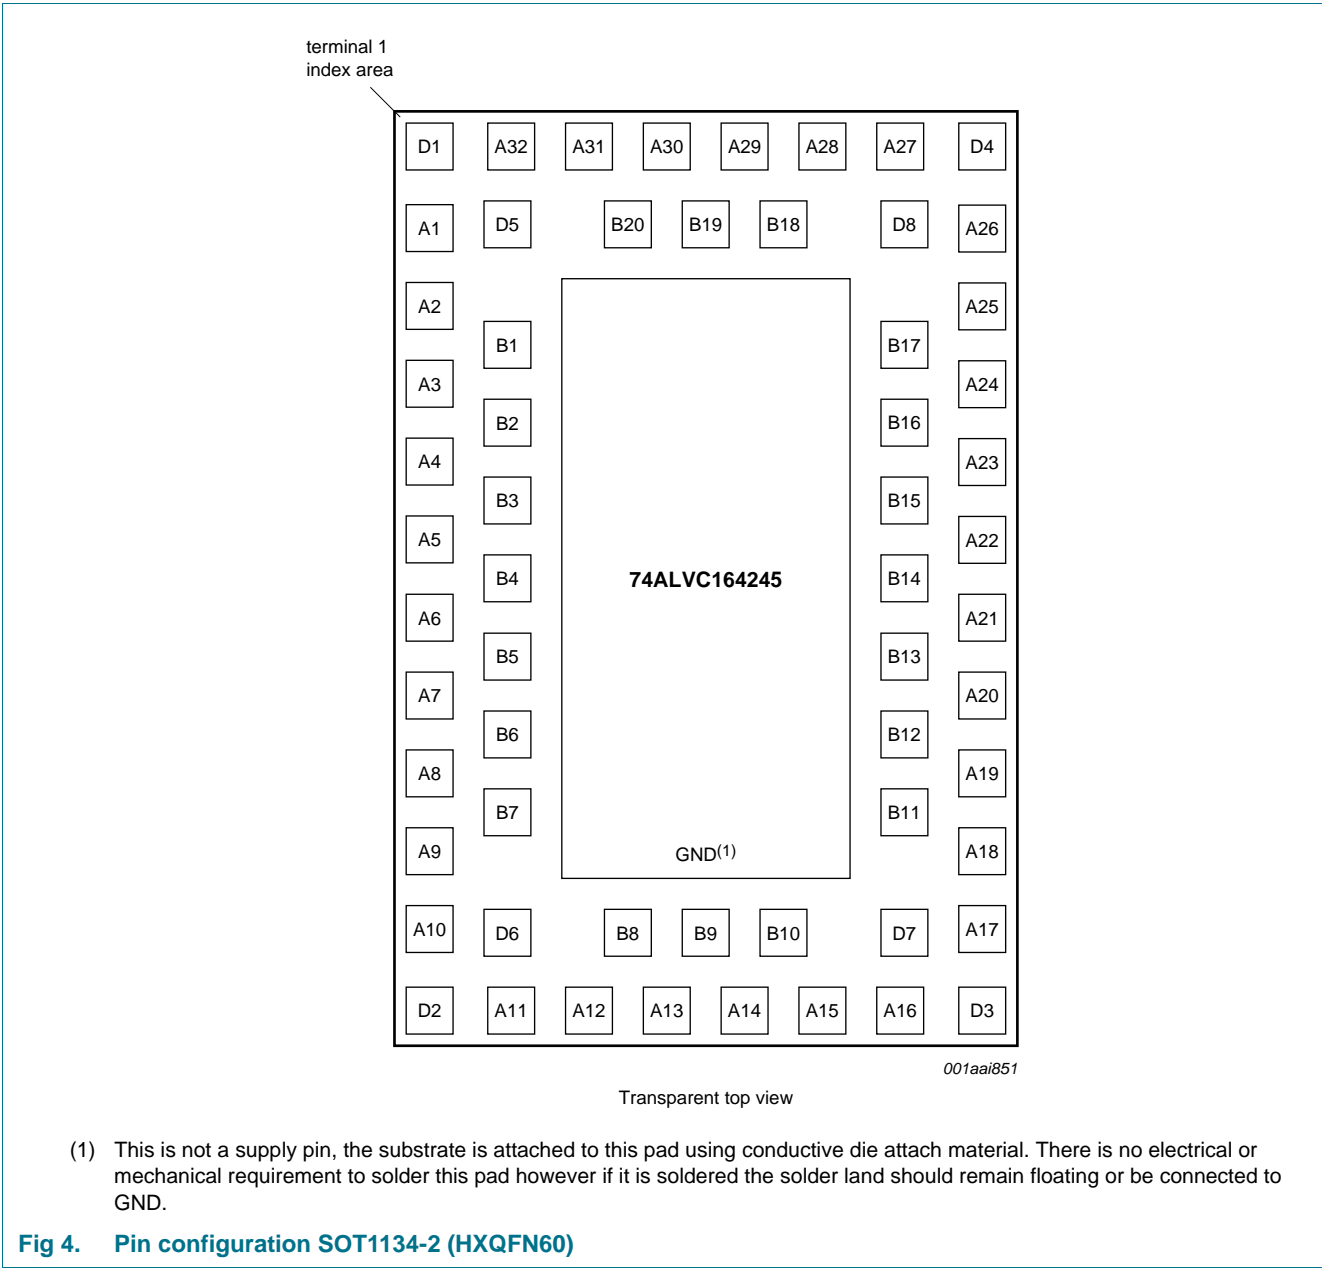 terminal 1
index area
D1 A32 A31 A30 A29 A28 A27 D4
A1 D5 B20 B19 B18 D8 A26
A2 A25
B1 B17
A3 A24
B2 B16
A4 A23
B3 B15
A5 A22
B4 74ALVC164245 B14
A6 A21
B5 B13
A7 A20
B6 B12
A8 A19
B7 B11
A9 GND(1) A18
A10 D6 B8 B9 B10 D7 A17
D2 A11 A12 A13 A14 A15 A16 D3
001aai851
Transparent top view
(1) This is not a supply pin, the substrate is attached to this pad using conductive die attach material. There is no electrical or
mechanical requirement to solder this pad however if it is soldered the solder land should remain floating or be connected to
GND.
Fig 4. Pin configuration SOT1134-2 (HXQFN60)